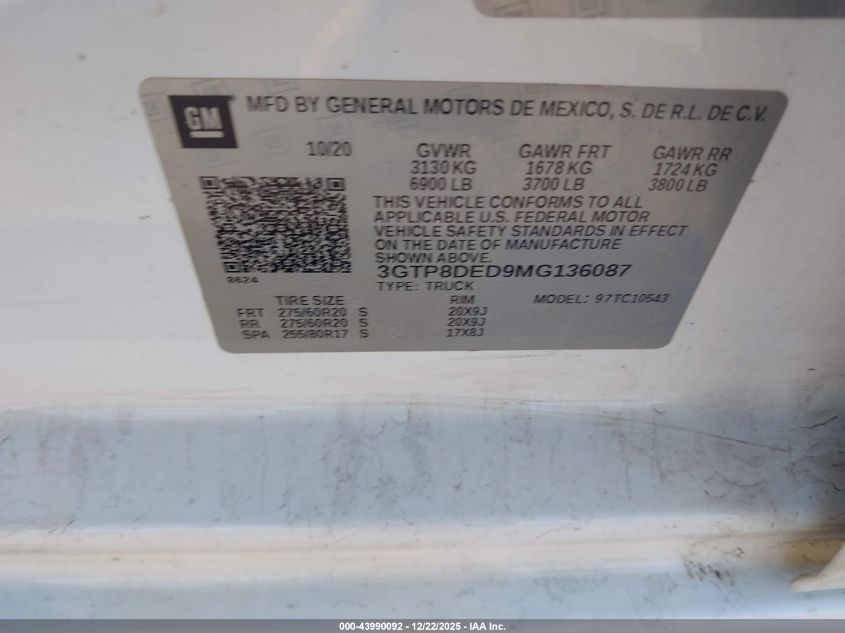 GM MFD BY GENERAL MOTORS DE MEXICO, S. DE R.L. DE C.V.
10/20 GVWR GAWR FRT GAWR RR
3130 KG 1678 KG 1724 KG
6900 LB 3700 LB 3800 LB
THIS VEHICLE CONFORMS TO ALL
APPLICABLE U.S. FEDERAL MOTOR
VEHICLE SAFETY STANDARDS IN EFFECT
ON THE DATE OF MANUFACTURE
SHOWN ABOVE.
3GTP8DED9MG136087
8624
TYPE: TRUCK
TIRE SIZE RIM MODEL: 97TC10543
FRT 275/60R20 S 20X9J
RR 275/60R20 S 20X9J
SPA 255/80R17 S 17X8J
000-43990092 - 12/22/2025 - IAA Inc.